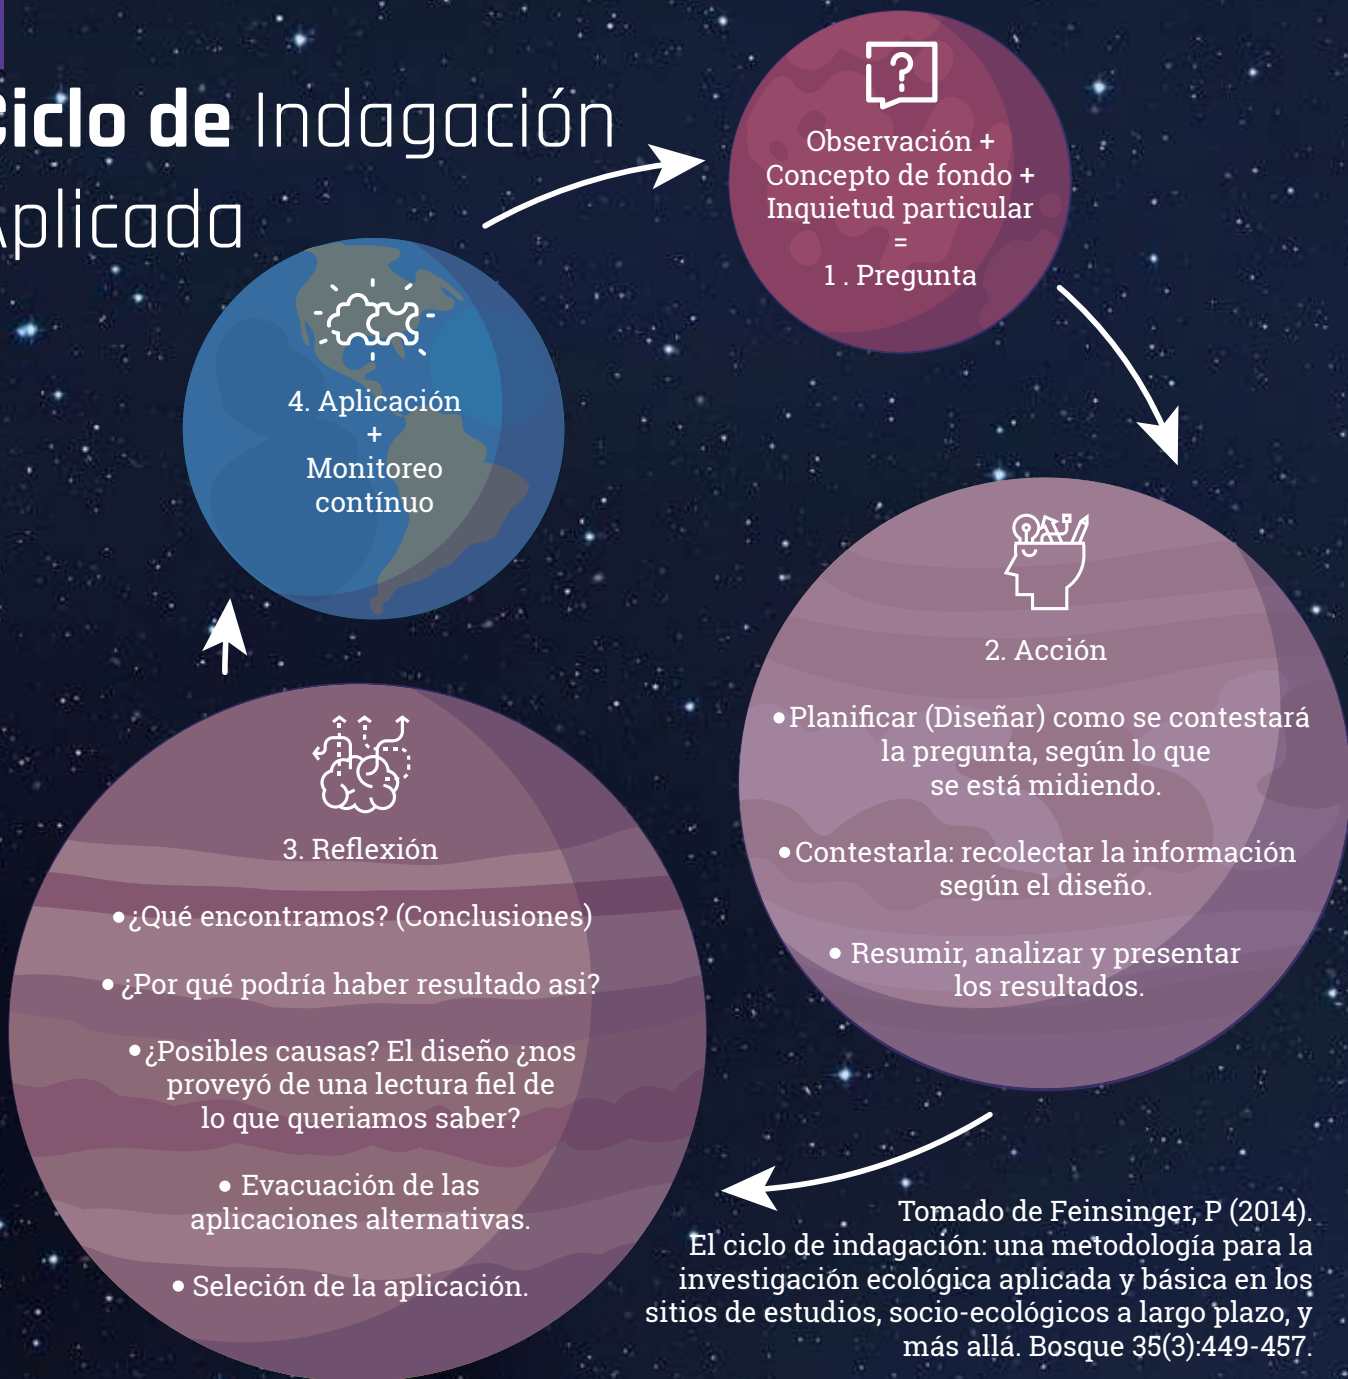 Ciclo de Indagación
Aplicada
Observación +
Concepto de fondo +
Inquietud particular
=
1 . Pregunta
2. Acción
•Planificar (Diseñar) como se contestará
la pregunta, según lo que
se está midiendo.
•Contestarla: recolectar la información
según el diseño.
• Resumir, analizar y presentar
los resultados.
3. Reflexión
•¿Qué encontramos? (Conclusiones)
• ¿Por qué podría haber resultado asi?
•¿Posibles causas? El diseño ¿nos
proveyó de una lectura fiel de
lo que queriamos saber?
• Evacuación de las
aplicaciones alternativas.
• Seleción de la aplicación.
4. Aplicación
+
Monitoreo
contínuo
Tomado de Feinsinger, P (2014).
El ciclo de indagación: una metodología para la
investigación ecológica aplicada y básica en los
sitios de estudios, socio-ecológicos a largo plazo, y
más allá. Bosque 35(3):449-457.